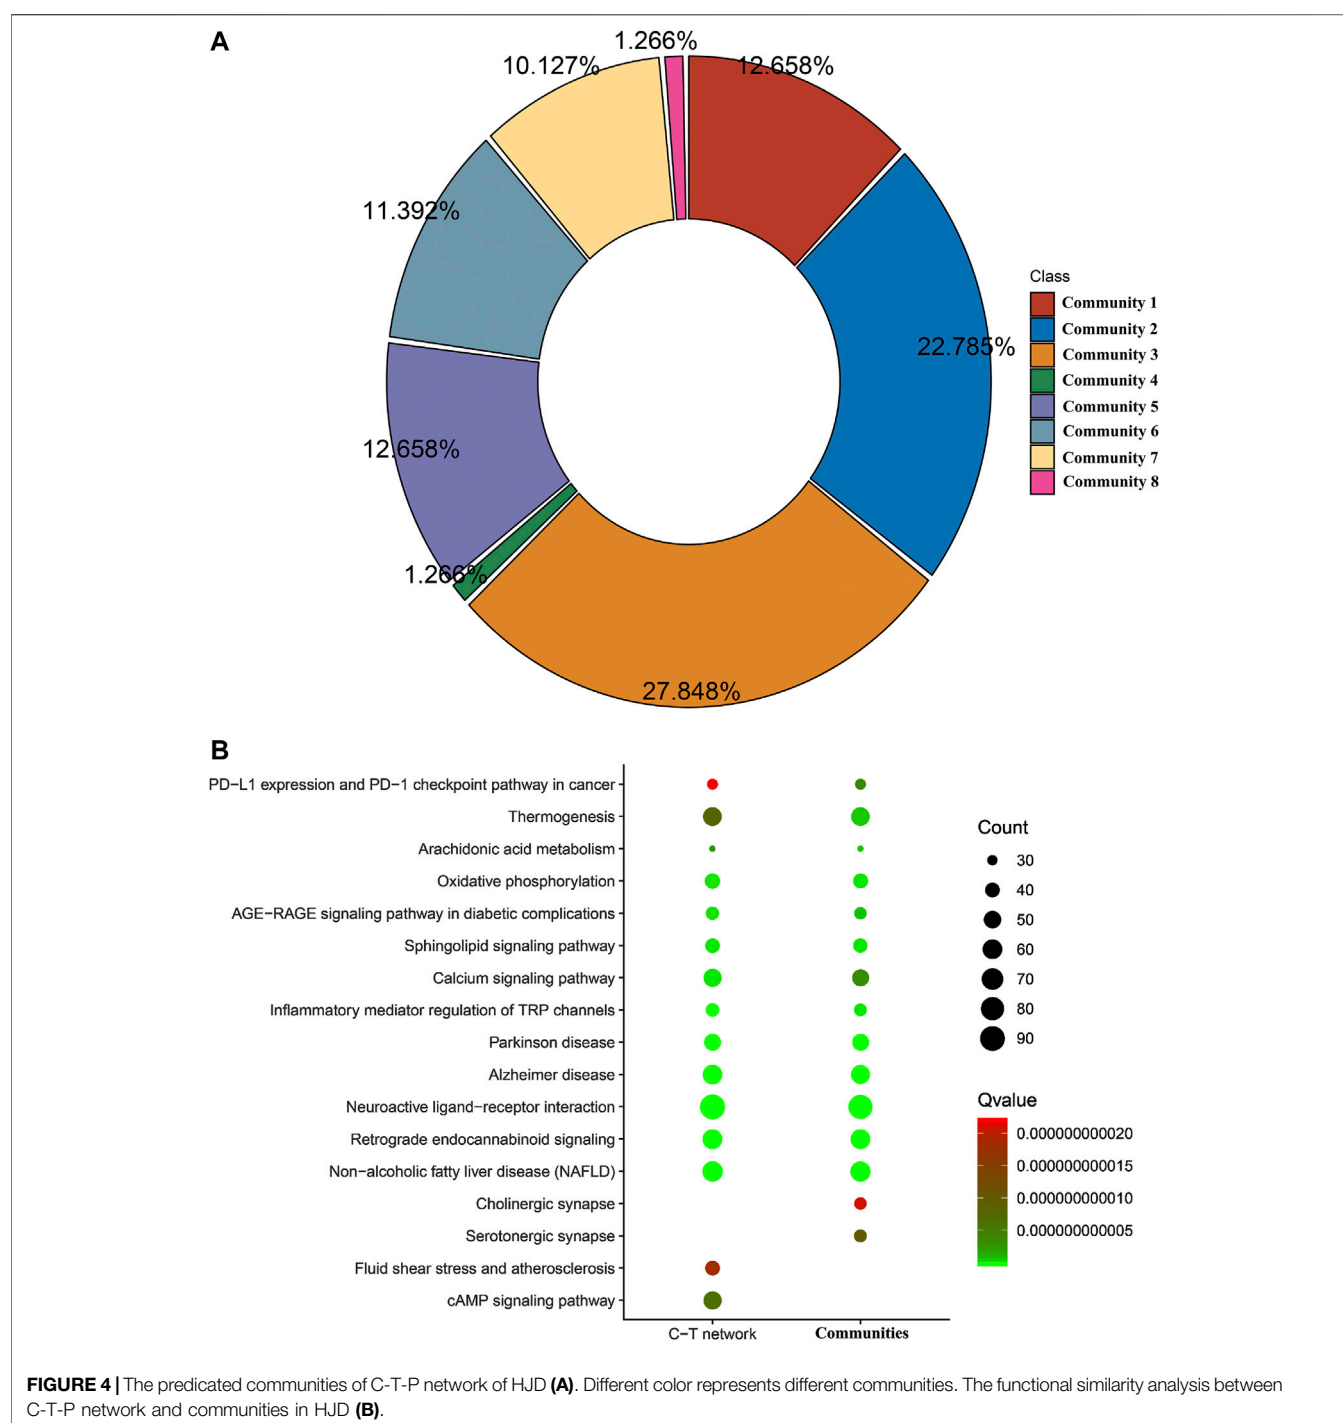 A
1.266%
10.127%
12.658%
11.392%
22.785%
12.658%
1.266%
27.848%
Class
Community 1
Community 2
Community 3
Community 4
Community 5
Community 6
Community 7
Community 8
B
PD−L1 expression and PD−1 checkpoint pathway in cancer
Thermogenesis
Arachidonic acid metabolism
Oxidative phosphorylation
AGE−RAGE signaling pathway in diabetic complications
Sphingolipid signaling pathway
Calcium signaling pathway
Inflammatory mediator regulation of TRP channels
Parkinson disease
Alzheimer disease
Neuroactive ligand−receptor interaction
Retrograde endocannabinoid signaling
Non−alcoholic fatty liver disease (NAFLD)
Cholinergic synapse
Serotonergic synapse
Fluid shear stress and atherosclerosis
cAMP signaling pathway
C−T network
Communities
Count
30
40
50
60
70
80
90
Qvalue
0.000000000020
0.000000000015
0.000000000010
0.000000000005
FIGURE 4 | The predicated communities of C-T-P network of HJD (A). Different color represents different communities. The functional similarity analysis between
C-T-P network and communities in HJD (B).